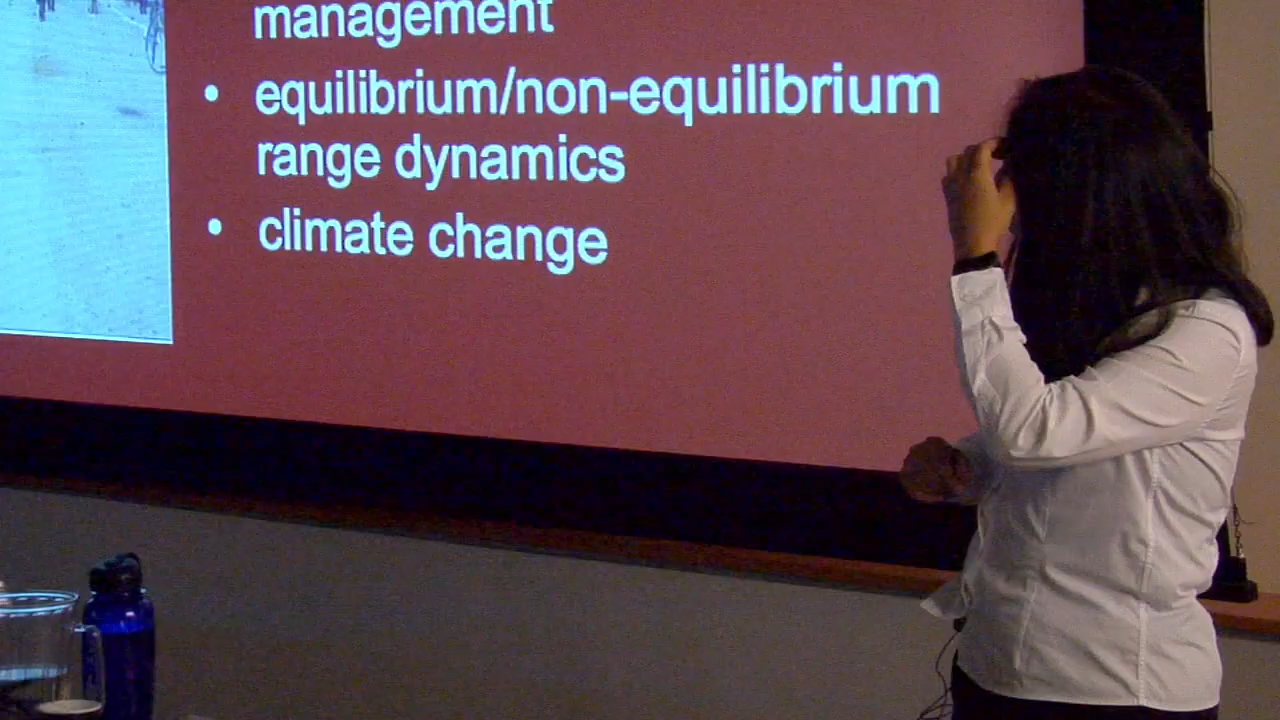 management
• equilibrium/non-equilibrium
range dynamics
• climate change